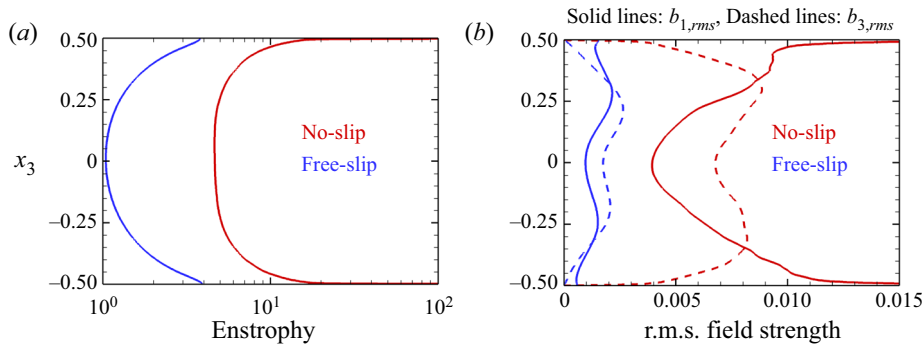 Solid lines: b1,rms, Dashed lines: b3,rms
(a)
(b)
0.50
0.25
0
−0.25
−0.50
x3
No-slip
Free-slip
10^0
10^1
10^2
Enstrophy
0.50
0.25
0
−0.25
−0.50
No-slip
Free-slip
0
0.005
0.010
0.015
r.m.s. field strength